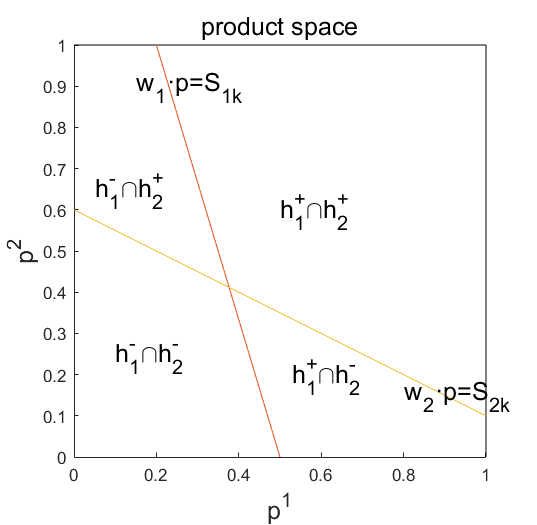 product space
1
0.9
w₁·p=S₁ₖ
0.8
0.7
h₁⁻∩h₂⁺
0.6
h₁⁺∩h₂⁺
0.5
p²
0.4
0.3
h₁⁻∩h₂⁻
0.2
h₁⁺∩h₂⁻
w₂·p=S₂ₖ
0.1
0
0 0.2 0.4 0.6 0.8 1
p¹